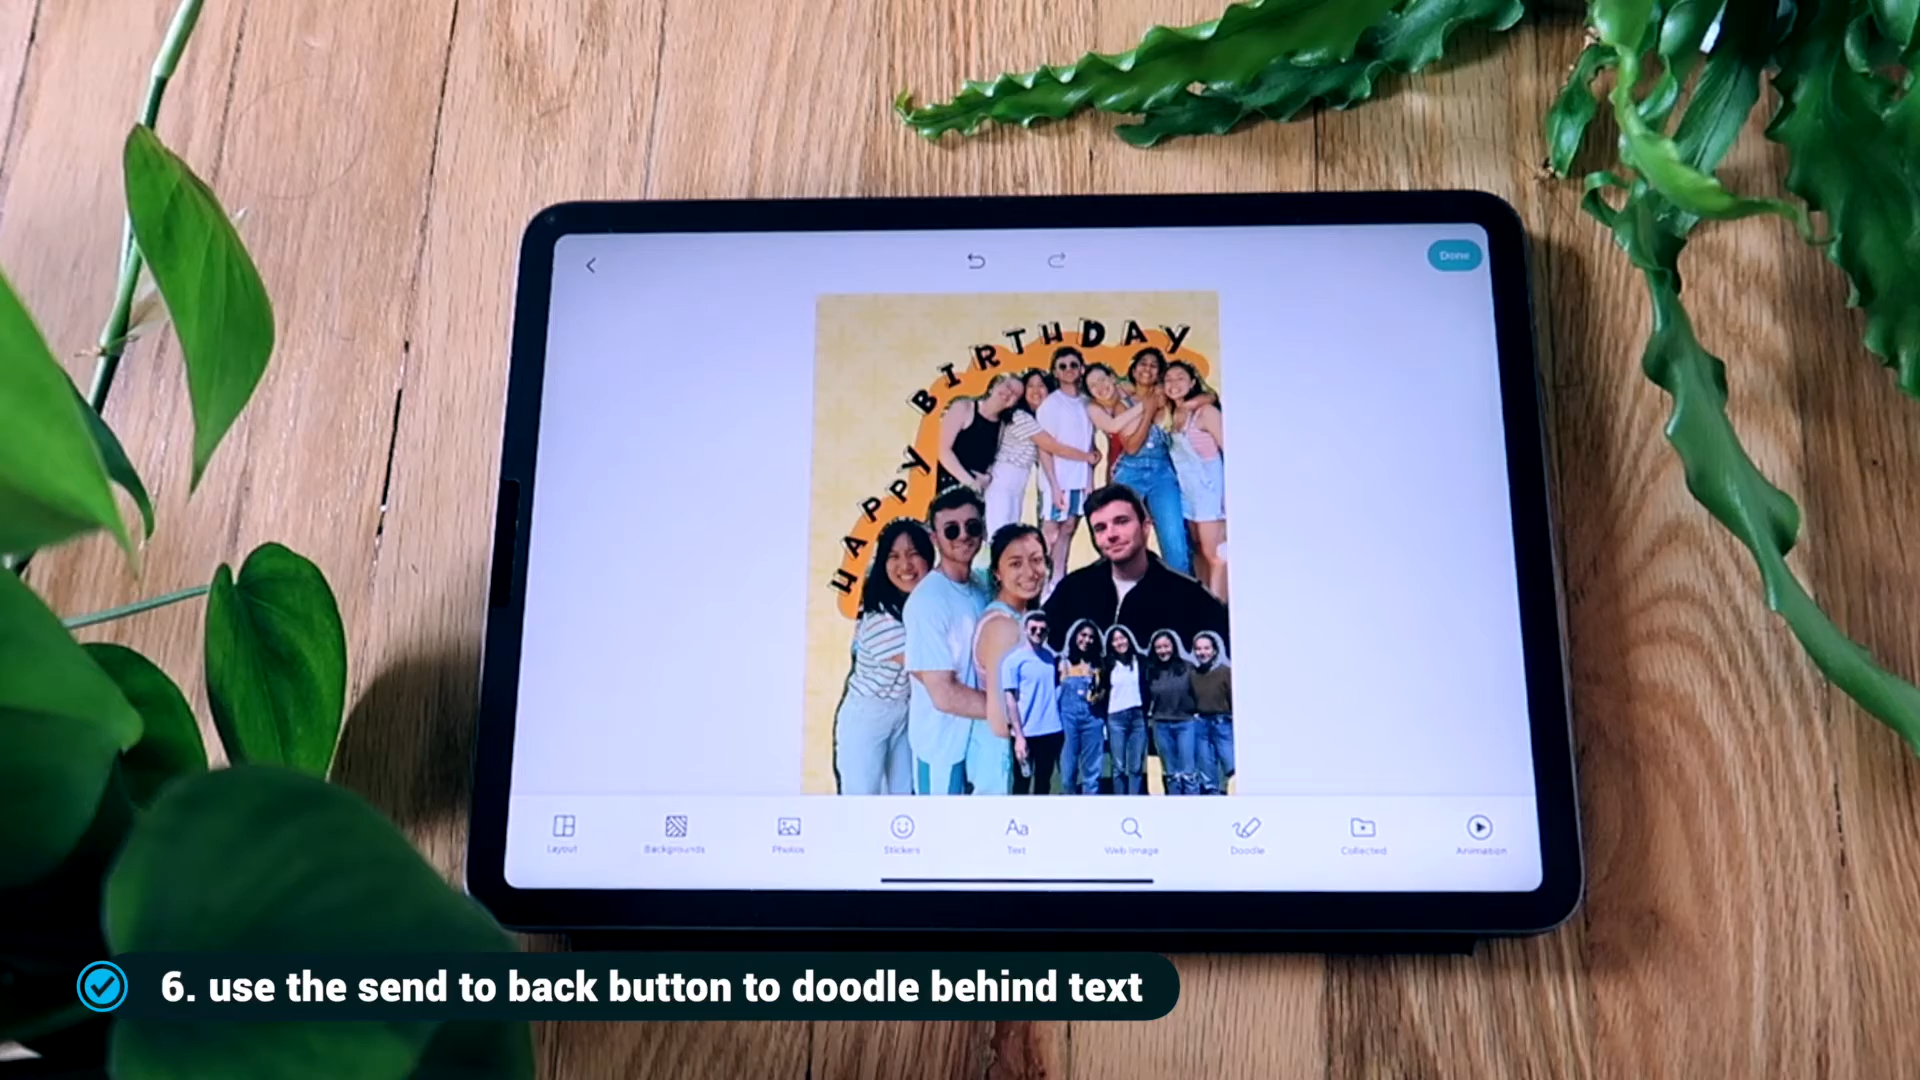 Done
HAPPY BIRTHDAY
Layout
Backgrounds
Photos
Stickers
Aa
Text
Web Image
Doodle
Collected
Animation
6. use the send to back button to doodle behind text